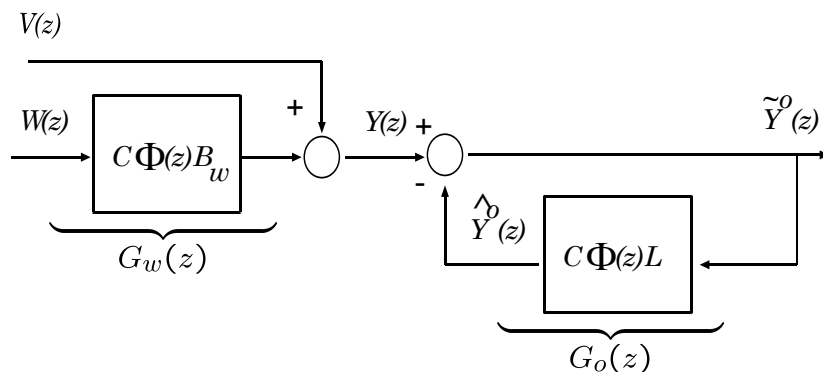 V(z)
W(z)
CΦ(z)B_w
G_w(z)
+
Y(z)
+
-
Ỹ^o(z)
Ŷ^o(z)
CΦ(z)L
G_o(z)